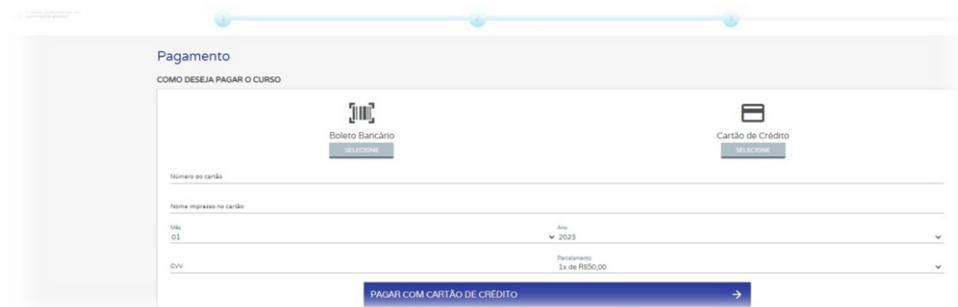 Pagamento
COMO DESEJA PAGAR O CURSO
Boleto Bancário
SELECIONE
Cartão de Crédito
SELECIONE
Número do cartão
Nome impresso no cartão
Mês
01
Ano
2023
CVV
Parcelamento
1x de R$50,00
PAGAR COM CARTÃO DE CRÉDITO